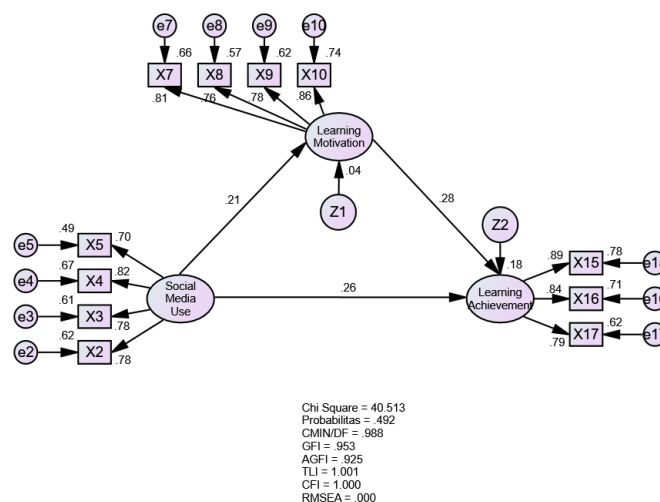 e7
e8
e9
e10
.66
.57
.62
.74
X7
X8
X9
X10
.81
.76
.78
.86
Learning
Motivation
.04
Z1
.21
.28
Z2
.18
.49
e5
X5
.70
.67
e4
X4
.82
.61
e3
X3
.78
.62
e2
X2
.78
Social
Media
Use
.26
Learning
Achievement
.89
X15
.78
.84
X16
.71
.79
X17
.62
Chi Square = 40.513
Probabilitas = .492
CMIN/DF = .988
GFI = .953
AGFI = .925
TLI = 1.001
CFI = 1.000
RMSEA = .000